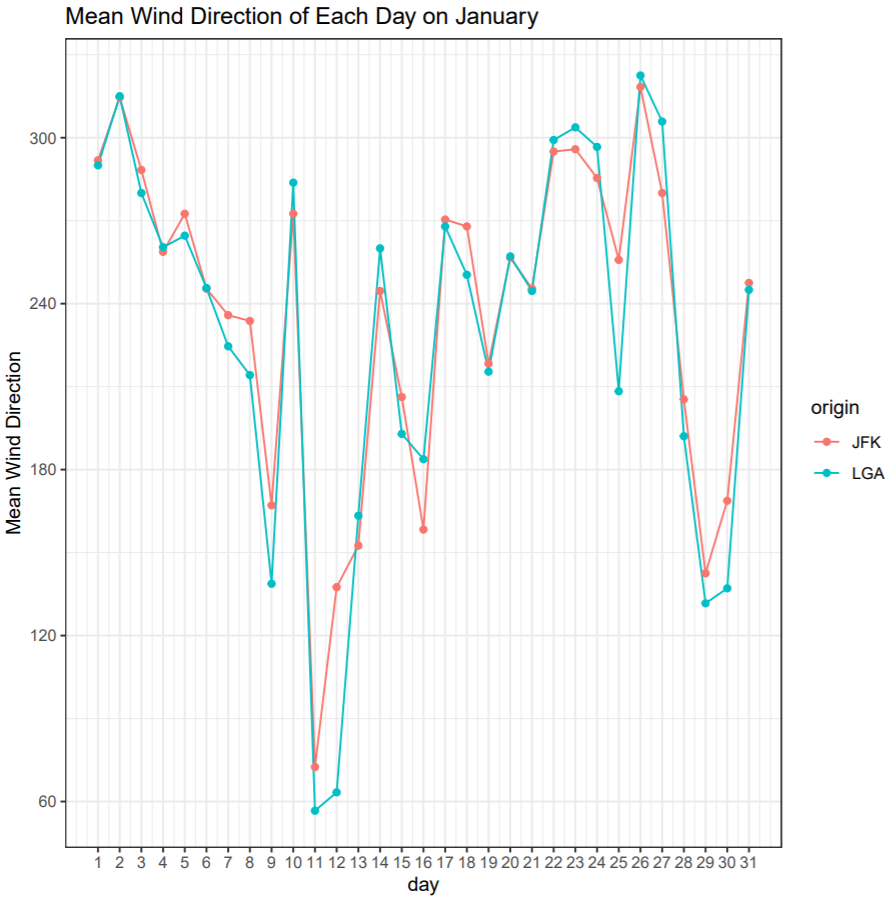 Mean Wind Direction of Each Day on January
Mean Wind Direction
300
240
180
120
60
1 2 3 4 5 6 7 8 9 10 11 12 13 14 15 16 17 18 19 20 21 22 23 24 25 26 27 28 29 30 31
day
origin
JFK
LGA